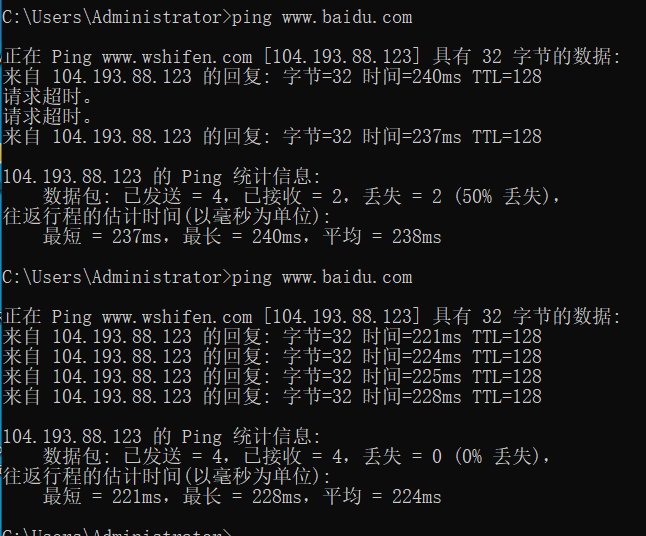 C:\Users\Administrator>ping www.baidu.com
正在 Ping www.wshifen.com [104.193.88.123] 具有 32 字节的数据:
来自 104.193.88.123 的回复: 字节=32 时间=240ms TTL=128
请求超时。
请求超时。
来自 104.193.88.123 的回复: 字节=32 时间=237ms TTL=128
104.193.88.123 的 Ping 统计信息:
数据包: 已发送 = 4，已接收 = 2，丢失 = 2 (50% 丢失)，
往返行程的估计时间(以毫秒为单位):
最短 = 237ms，最长 = 240ms，平均 = 238ms
C:\Users\Administrator>ping www.baidu.com
正在 Ping www.wshifen.com [104.193.88.123] 具有 32 字节的数据:
来自 104.193.88.123 的回复: 字节=32 时间=221ms TTL=128
来自 104.193.88.123 的回复: 字节=32 时间=224ms TTL=128
来自 104.193.88.123 的回复: 字节=32 时间=225ms TTL=128
来自 104.193.88.123 的回复: 字节=32 时间=228ms TTL=128
104.193.88.123 的 Ping 统计信息:
数据包: 已发送 = 4，已接收 = 4，丢失 = 0 (0% 丢失)，
往返行程的估计时间(以毫秒为单位):
最短 = 221ms，最长 = 228ms，平均 = 224ms
C:\Users\Administrator>